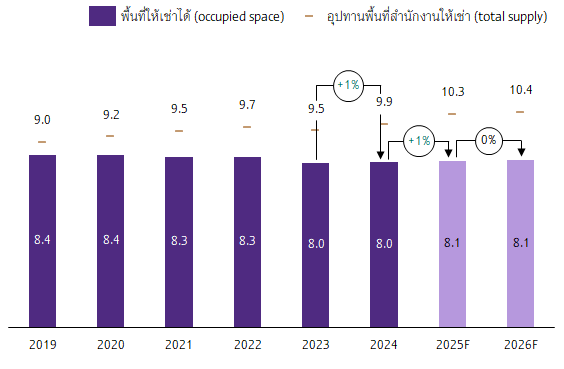 พื้นที่ให้เช่าได้ (occupied space) อุปทานพื้นที่สำนักงานให้เช่า (total supply)
+1%
9.0 9.2 9.5 9.7 9.5 9.9 10.3 10.4
+1% 0%
8.4 8.4 8.3 8.3 8.0 8.0 8.1 8.1
2019 2020 2021 2022 2023 2024 2025F 2026F